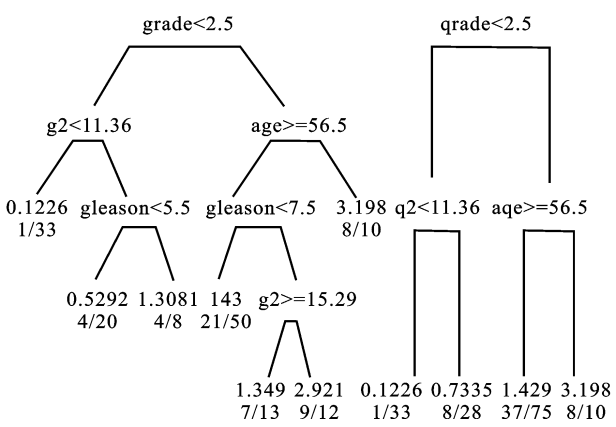 grade<2.5
qrade<2.5
g2<11.36
age>=56.5
0.1226
1/33
gleason<5.5
gleason<7.5
3.198
8/10
q2<11.36
aqe>=56.5
0.5292
4/20
1.3081
4/8
143
21/50
g2>=15.29
1.349
7/13
2.921
9/12
0.1226
1/33
0.7335
8/28
1.429
37/75
3.198
8/10